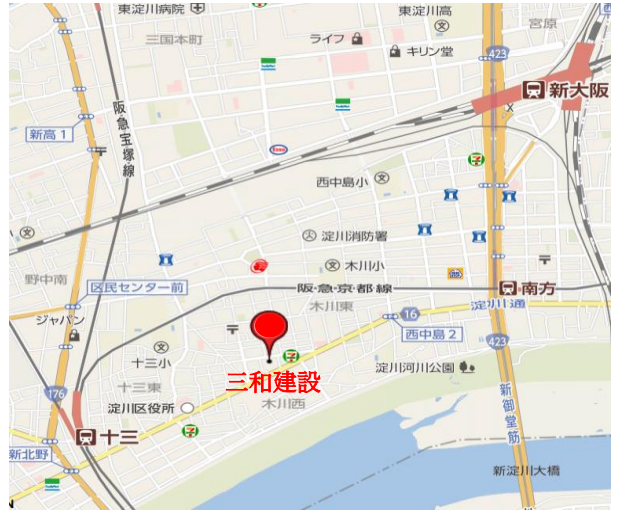 東淀川病院
東淀川高
宮原
三国本町
ライフ
キリン堂
423
176
新大阪
阪急宝塚線
新高1
Esso
7
西中島小
淀川消防署
木川小
野中南
区民センター前
阪急京都線
南方
木川東
淀川通
16
西中島2
ジャパン
十三小
7
三和建設
423
淀川河川公園
十三東
176
木川西
淀川区役所
7
新御堂筋
十三
新北野
新淀川大橋
N